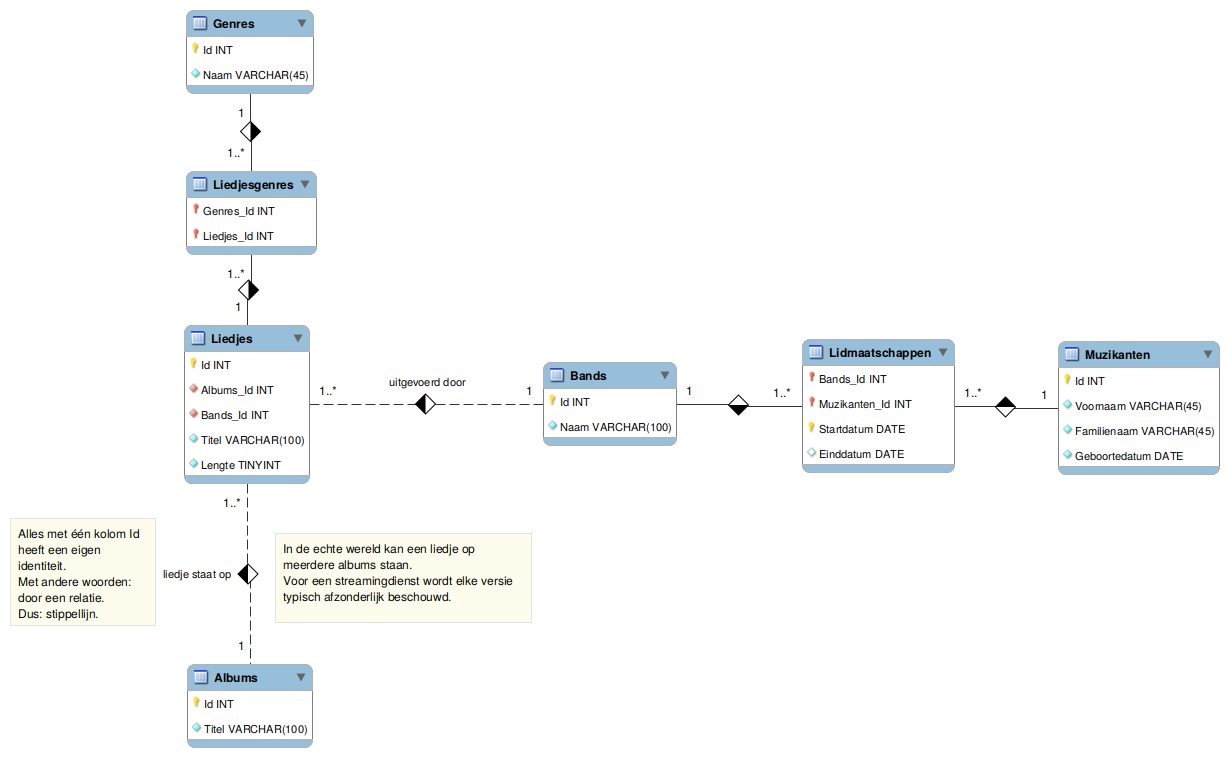 Genres
Id INT
Naam VARCHAR(45)
1
1..*
Liedjesgenres
Genres_Id INT
Liedjes_Id INT
1..*
1
Liedjes
Id INT
Albums_Id INT
Bands_Id INT
Titel VARCHAR(100)
Lengte TINYINT
1..*
uitgevoerd door
1
Bands
Id INT
Naam VARCHAR(100)
1
1..*
Lidmaatschappen
Bands_Id INT
Muzikanten_Id INT
Startdatum DATE
Einddatum DATE
1..*
1
Muzikanten
Id INT
Voornaam VARCHAR(45)
Familienaam VARCHAR(45)
Geboortedatum DATE
1..*
Alles met één kolom Id
heeft een eigen
identiteit.
Met andere woorden:
door een relatie.
Dus: stippellijn.
liedje staat op
In de echte wereld kan een liedje op
meerdere albums staan.
Voor een streamingdienst wordt elke versie
typisch afzonderlijk beschouwd.
1
Albums
Id INT
Titel VARCHAR(100)